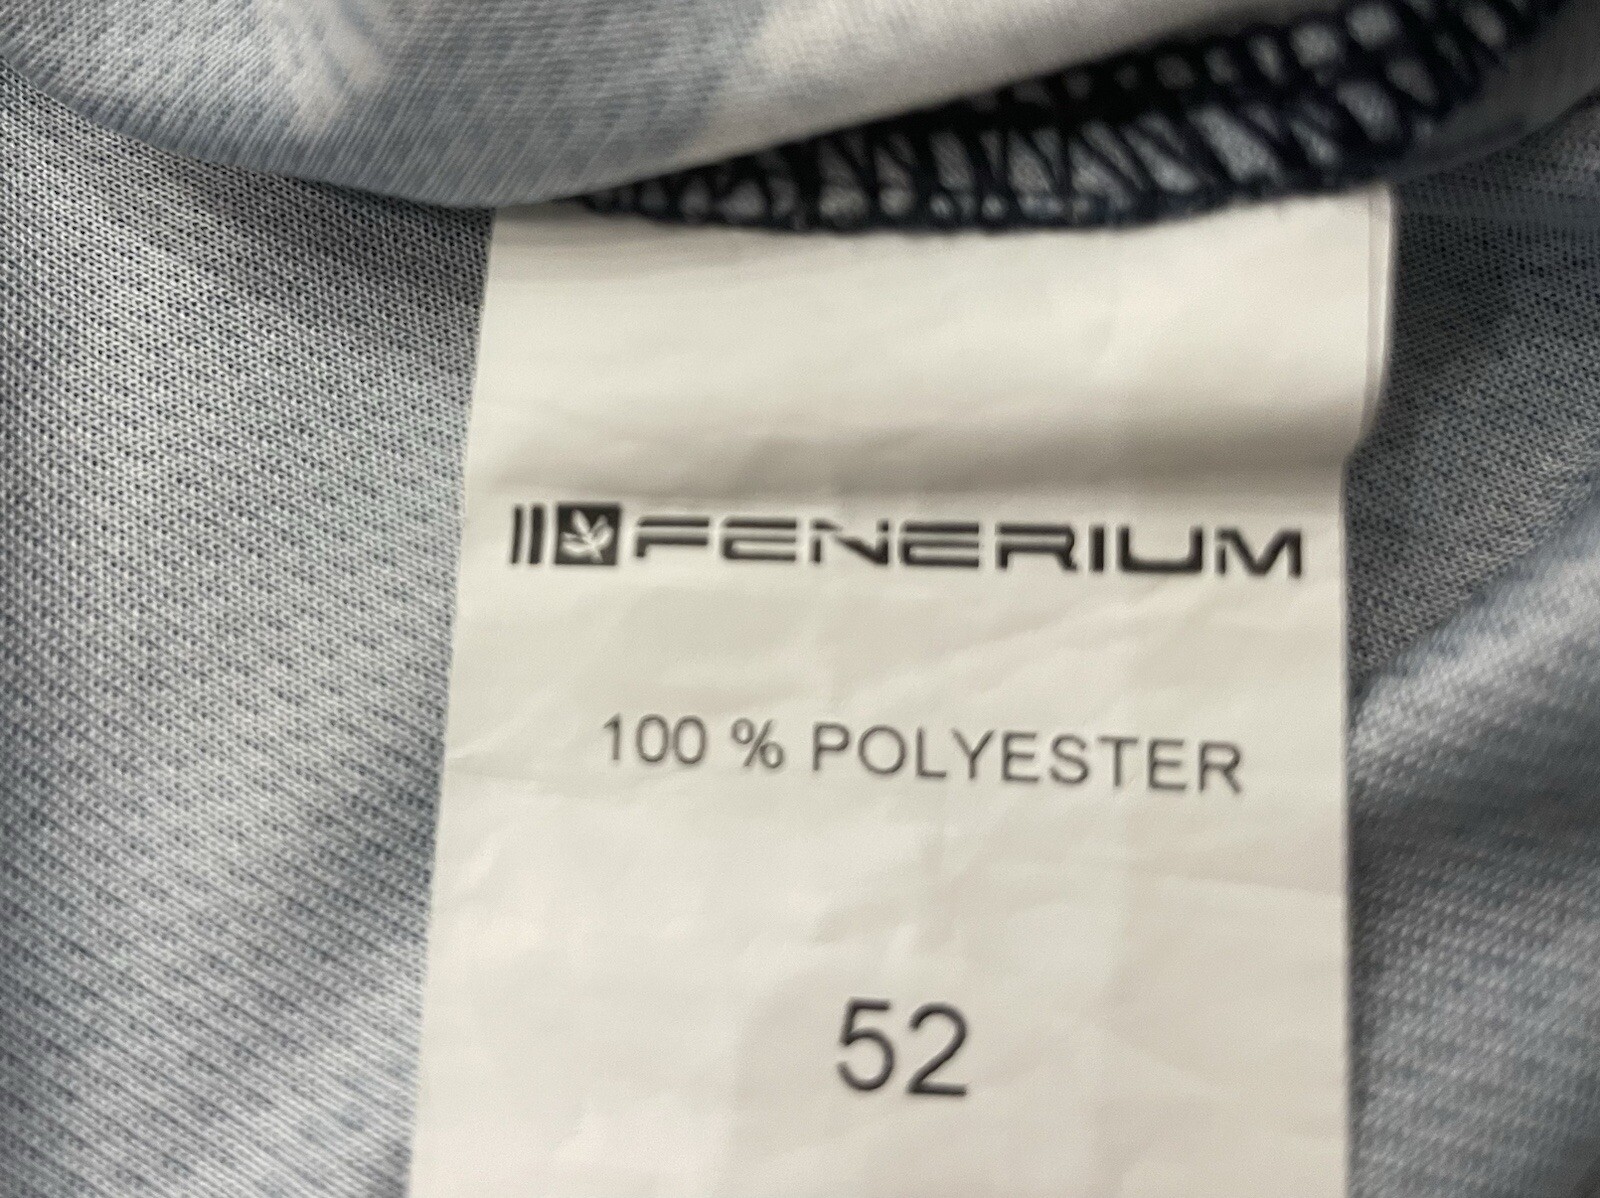 FENERIUM
100 % POLYESTER
52